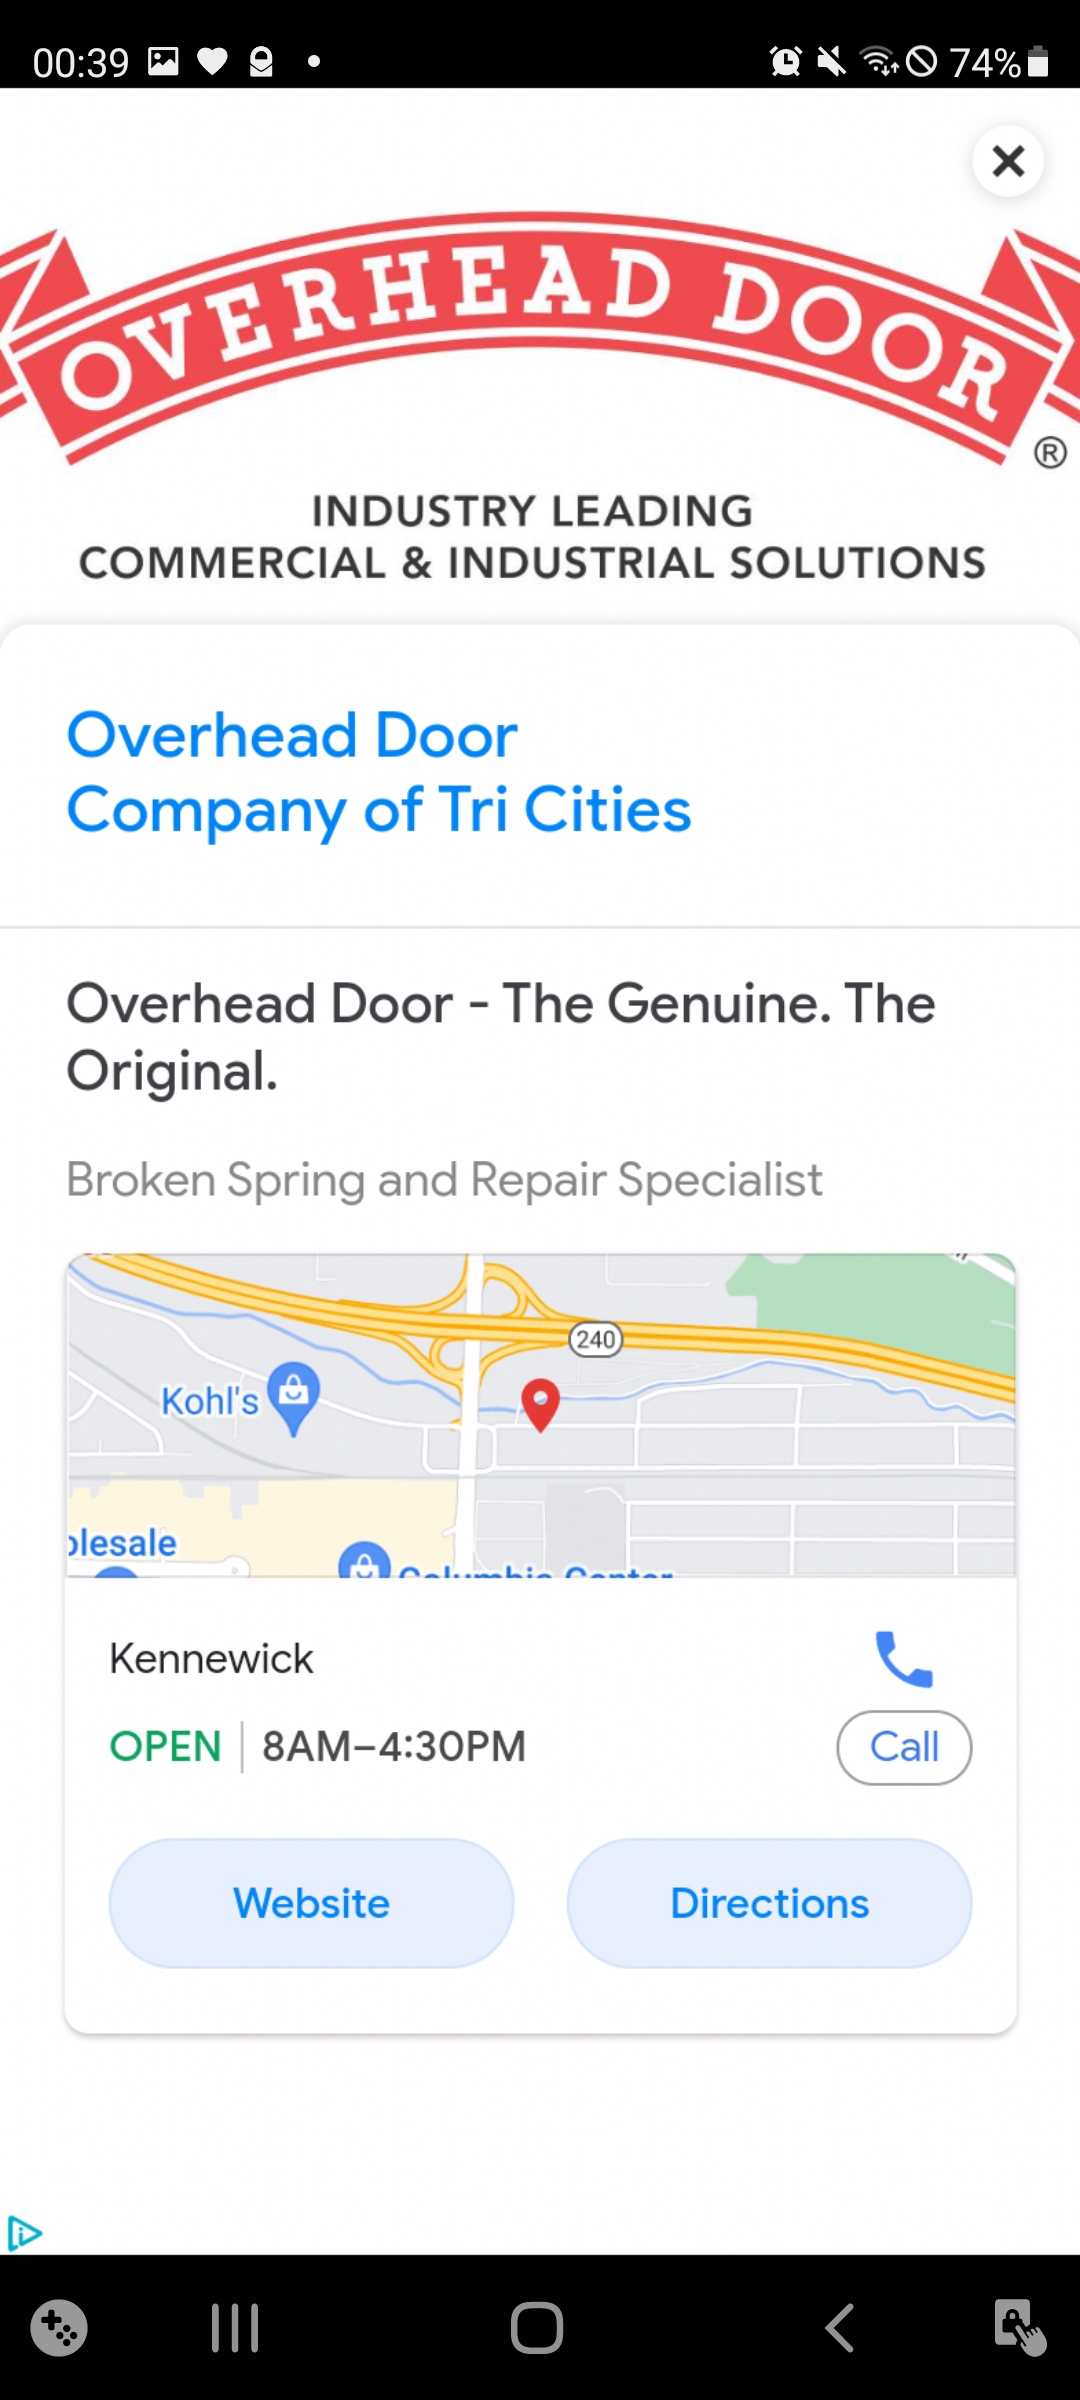 00:39
74%
OVERHEAD DOOR
®
INDUSTRY LEADING
COMMERCIAL & INDUSTRIAL SOLUTIONS
Overhead Door
Company of Tri Cities
Overhead Door - The Genuine. The
Original.
Broken Spring and Repair Specialist
240
Kohl's
olesale
Columbia Center
Kennewick
OPEN | 8AM–4:30PM
Call
Website
Directions